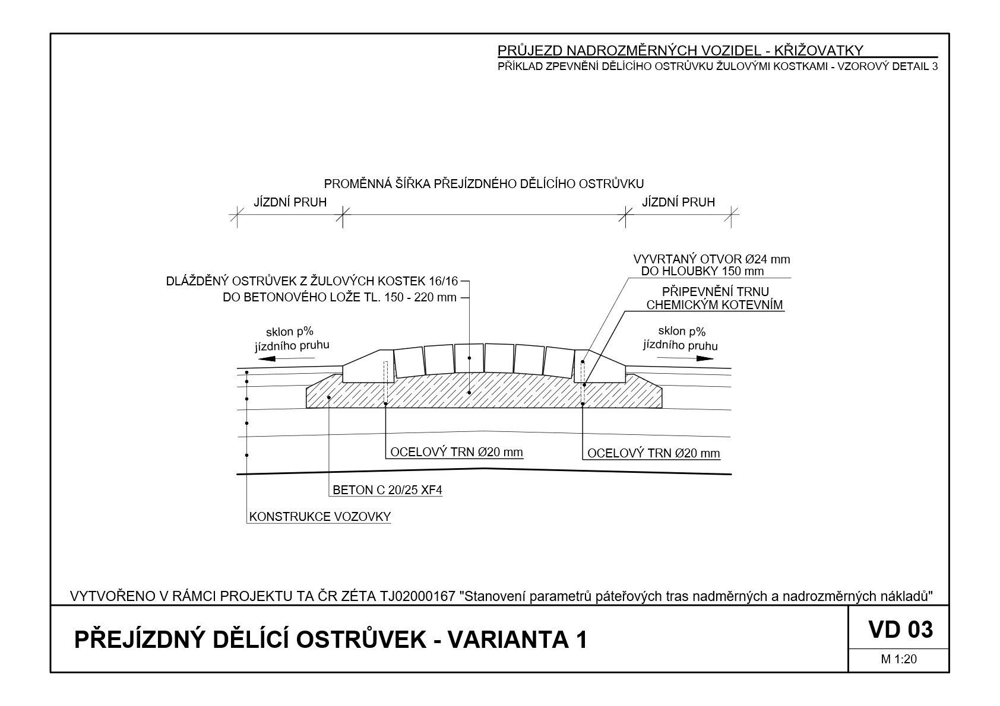 PRŮJEZD NADROZMĚRNÝCH VOZIDEL - KŘIŽOVATKY
PŘÍKLAD ZPEVNĚNÍ DĚLÍCÍHO OSTRŮVKU ŽULOVÝMI KOSTKAMI - VZOROVÝ DETAIL 3
PROMĚNNÁ ŠÍŘKA PŘEJÍZDNÉHO DĚLÍCÍHO OSTRŮVKU
JÍZDNÍ PRUH
JÍZDNÍ PRUH
VYVRTANÝ OTVOR Ø24 mm
DO HLOUBKY 150 mm
DLÁŽDĚNÝ OSTRŮVEK Z ŽULOVÝCH KOSTEK 16/16
DO BETONOVÉHO LOŽE TL. 150 - 220 mm
PŘIPEVNĚNÍ TRNU
CHEMICKÝM KOTEVNÍM
sklon p%
jízdního pruhu
sklon p%
jízdního pruhu
OCELOVÝ TRN Ø20 mm
OCELOVÝ TRN Ø20 mm
BETON C 20/25 XF4
KONSTRUKCE VOZOVKY
VYTVOŘENO V RÁMCI PROJEKTU TA ČR ZÉTA TJ02000167 "Stanovení parametrů páteřových tras nadměrných a nadrozměrných nákladů"
PŘEJÍZDNÝ DĚLÍCÍ OSTRŮVEK - VARIANTA 1
VD 03
M 1:20